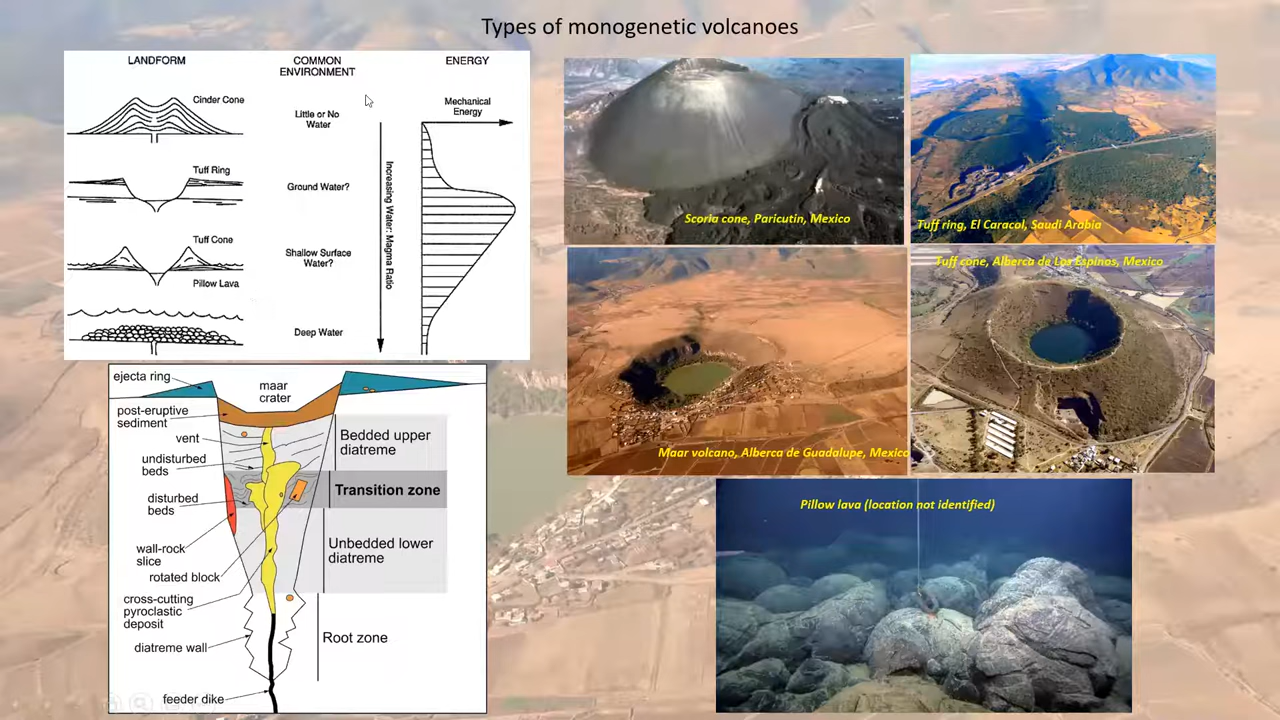 Types of monogenetic volcanoes
LANDFORM
COMMON
ENVIRONMENT
ENERGY
Cinder Cone
Little or No
Water
Mechanical
Energy
Tuff Ring
Ground Water?
Tuff Cone
Shallow Surface
Water?
Pillow Lava
Deep Water
Increasing Water: Magma Ratio
Scoria cone, Paricutin, Mexico
Tuff ring, El Caracol, Saudi Arabia
Maar volcano, Alberca de Guadalupe, Mexico
Tuff cone, Alberca de Los Espinos, Mexico
Pillow lava (location not identified)
ejecta ring
maar
crater
post-eruptive
sediment
vent
undisturbed
beds
disturbed
beds
wall-rock
slice
rotated block
cross-cutting
pyroclastic
deposit
diatreme wall
feeder dike
Bedded upper
diatreme
Transition zone
Unbedded lower
diatreme
Root zone